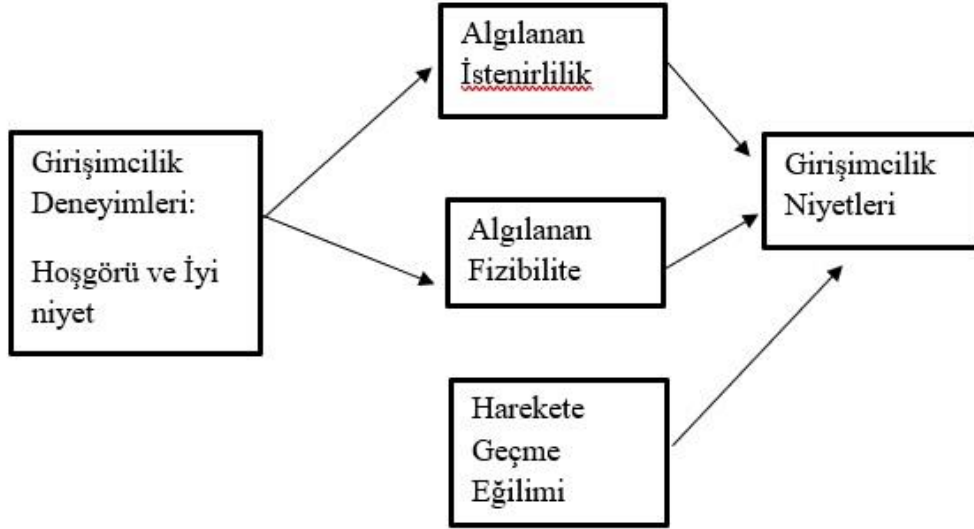 Girişimcilik
Deneyimleri:
Hoşgörü ve İyi
niyet
Algılanan
İstenirlilik
Algılanan
Fizibilite
Harekete
Geçme
Eğilimi
Girişimcilik
Niyetleri